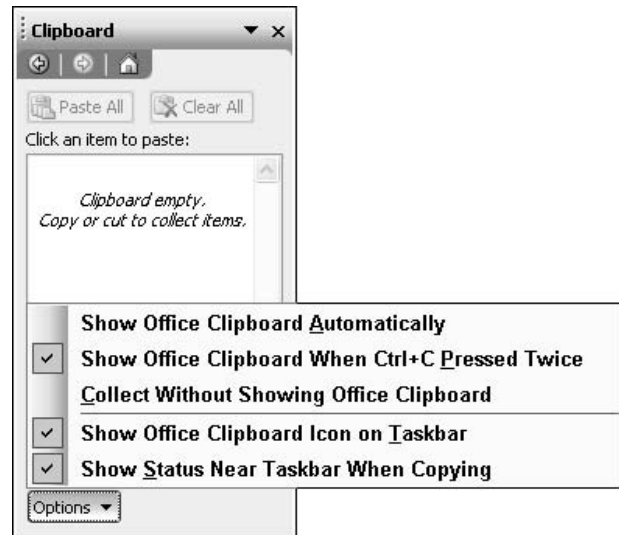 Clipboard
Paste All Clear All
Click an item to paste:
Clipboard empty.
Copy or cut to collect items.
Show Office Clipboard Automatically
Show Office Clipboard When Ctrl+C Pressed Twice
Collect Without Showing Office Clipboard
Show Office Clipboard Icon on Taskbar
Show Status Near Taskbar When Copying
Options